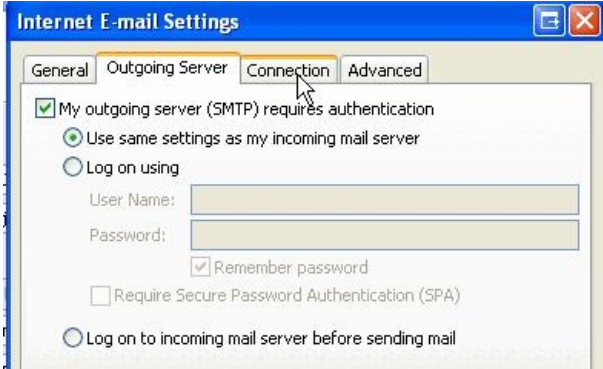 Internet E-mail Settings
General Outgoing Server Connection Advanced
My outgoing server (SMTP) requires authentication
Use same settings as my incoming mail server
Log on using
User Name:
Password:
Remember password
Require Secure Password Authentication (SPA)
Log on to incoming mail server before sending mail